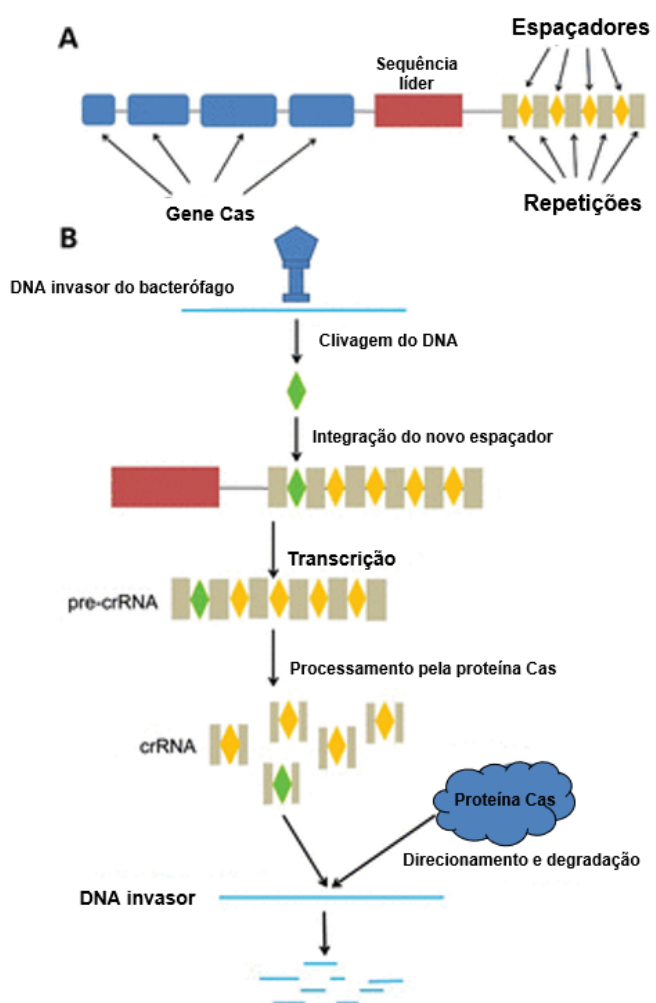 A
Espaçadores
Sequência
líder
Gene Cas
Repetições
B
DNA invasor do bacterófago
Clivagem do DNA
Integração do novo espaçador
Transcrição
pre-crRNA
Processamento pela proteína Cas
crRNA
Proteína Cas
Direcionamento e degradação
DNA invasor